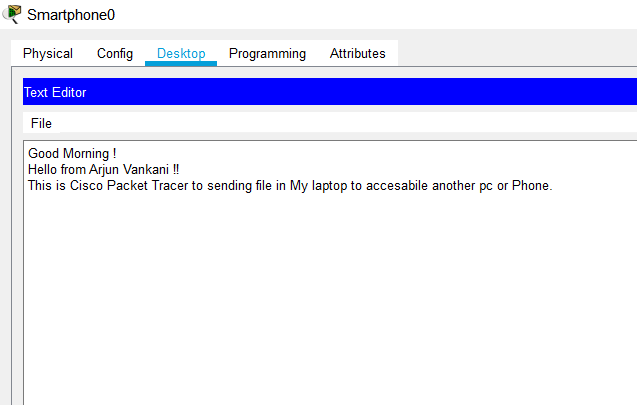 Smartphone0
Physical Config Desktop Programming Attributes
Text Editor
File
Good Morning !
Hello from Arjun Vankani !!
This is Cisco Packet Tracer to sending file in My laptop to accesabile another pc or Phone.